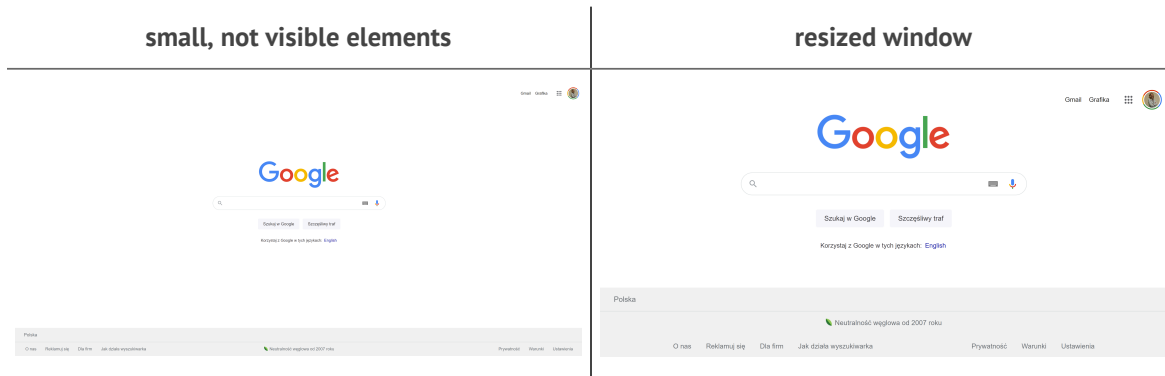 small, not visible elements
resized window
Gmail Grafika
Google
Szukaj w Google Szczęśliwy traf
Korzystaj z Google w tych językach: English
Polska
O nas Reklamuj się Dla firm Jak działa wyszukiwarka Neutralność węglowa od 2007 roku Prywatność Warunki Ustawienia
Gmail Grafika
Google
Szukaj w Google Szczęśliwy traf
Korzystaj z Google w tych językach: English
Polska
Neutralność węglowa od 2007 roku
O nas Reklamuj się Dla firm Jak działa wyszukiwarka Prywatność Warunki Ustawienia